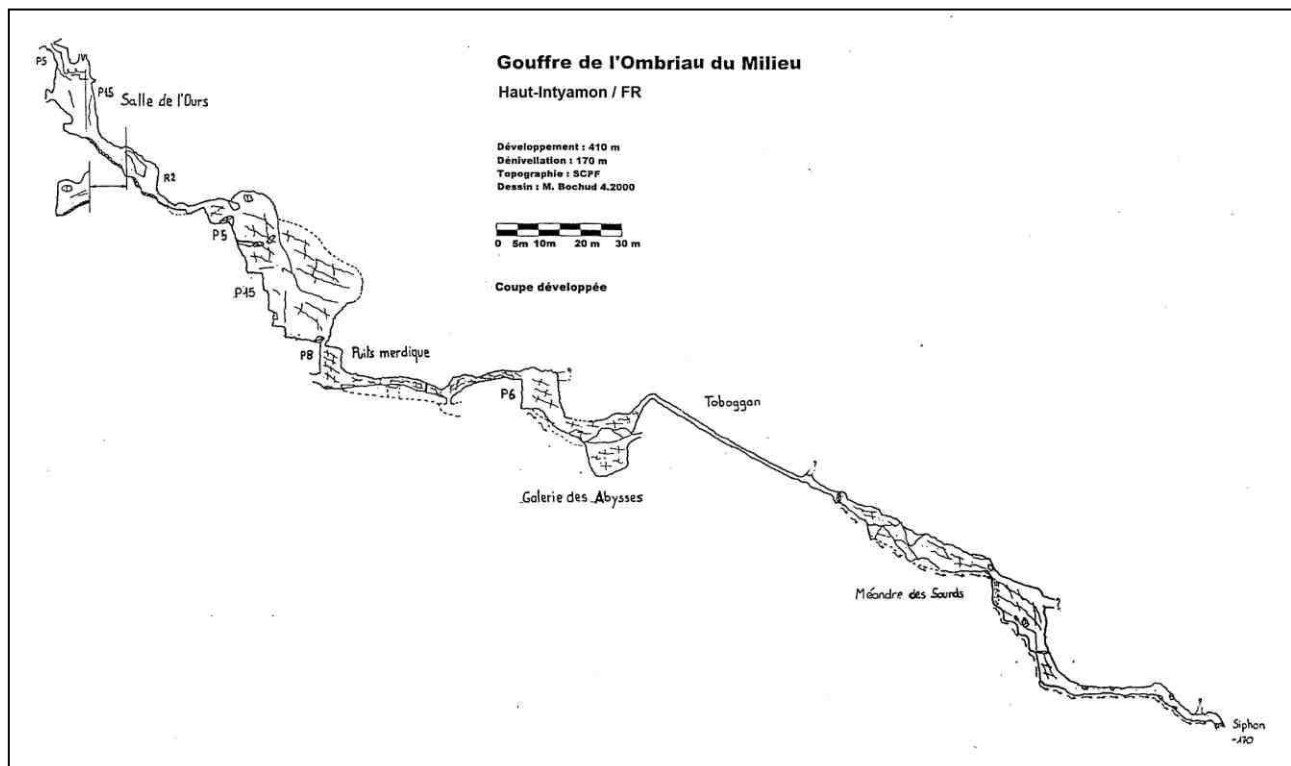 Gouffre de l'Ombriau du Milieu
Haut-Intyamon / FR
Développement : 410 m
Dénivellation : 170 m
Topographie : SCPF
Dessin : M. Bochud 4.2000
0 5m 10m 20 m 30 m
Coupe développée
P5
P15
Salle de l'Ours
R2
P5
P15
P8
Puits merdique
P6
?
Galerie des Abysses
Toboggan
?
Méandre des Sourds
?
?
Siphon
-170